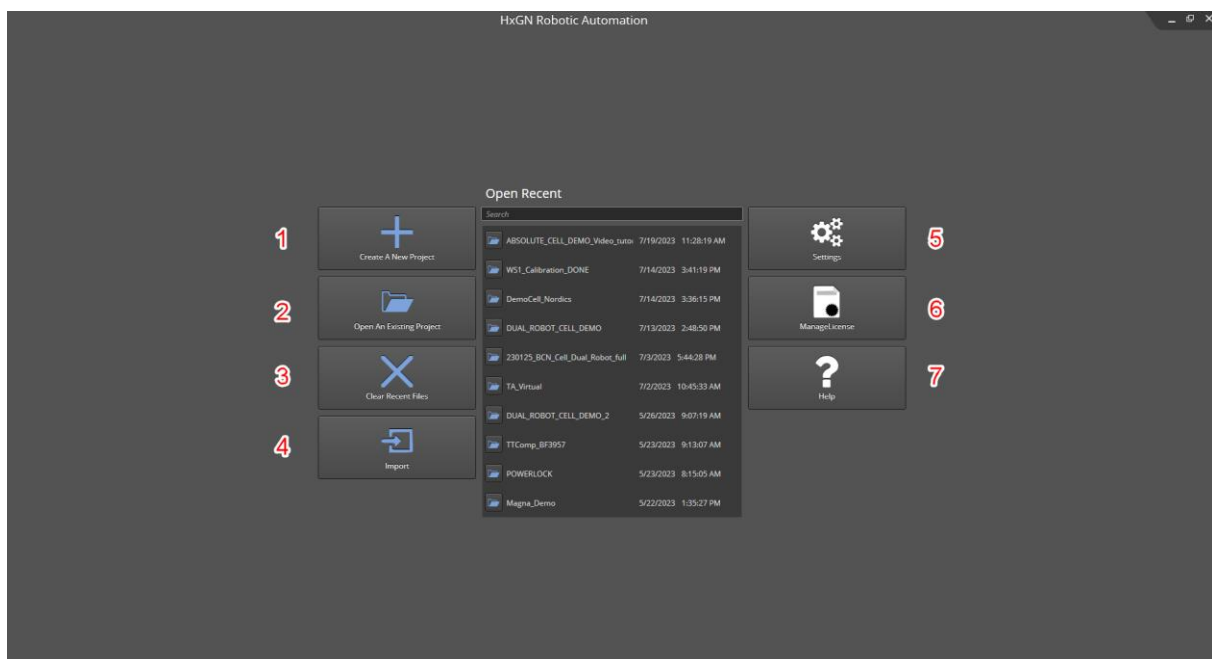 HxGN Robotic Automation
Open Recent
Search
1
Create A New Project
2
Open An Existing Project
3
Clear Recent Files
4
Import
ABSOLUTE_CELL_DEMO_Video_tutor 7/19/2023 11:28:19 AM
WS1_Calibration_DONE 7/14/2023 3:41:19 PM
DemoCell_Nordics 7/14/2023 3:36:15 PM
DUAL_ROBOT_CELL_DEMO 7/13/2023 2:48:50 PM
230125_BCN_Cell_Dual_Robot_full 7/3/2023 5:44:28 PM
TA_Virtual 7/2/2023 10:45:33 AM
DUAL_ROBOT_CELL_DEMO_2 5/26/2023 9:07:19 AM
TTComp_BF3957 5/23/2023 9:13:07 AM
POWERLOCK 5/23/2023 8:15:05 AM
Magna_Demo 5/22/2023 1:35:27 PM
Settings
5
ManageLicense
6
Help
7